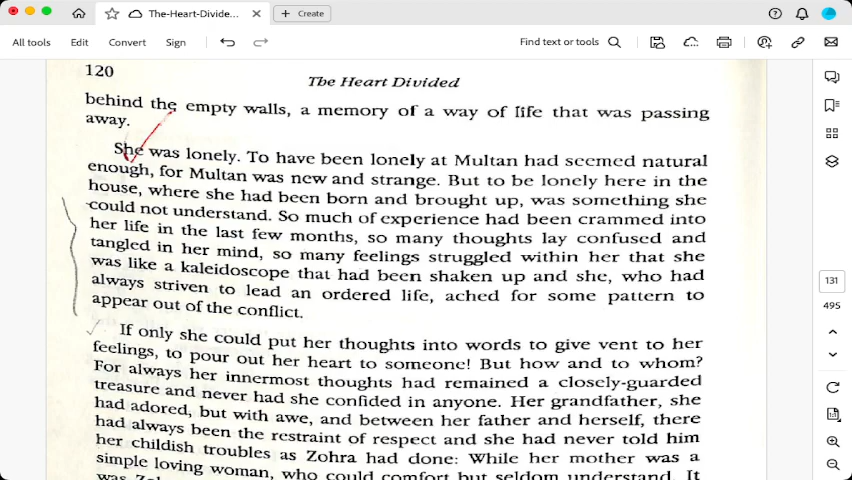 The-Heart-Divide...
Create
All tools
Edit
Convert
Sign
Find text or tools
120
The Heart Divided
behind the empty walls, a memory of a way of life that was passing
away.
She was lonely. To have been lonely at Multan had seemed natural
enough, for Multan was new and strange. But to be lonely here in the
house, where she had been born and brought up, was something she
could not understand. So much of experience had been crammed into
her life in the last few months, so many thoughts lay confused and
tangled in her mind, so many feelings struggled within her that she
was like a kaleidoscope that had been shaken up and she, who had
always striven to lead an ordered life, ached for some pattern to
appear out of the conflict.
If only she could put her thoughts into words to give vent to her
feelings, to pour out her heart to someone! But how and to whom?
For always her innermost thoughts had remained a closely-guarded
treasure and never had she confided in anyone. Her grandfather, she
had adored, but with awe, and between her father and herself, there
had always been the restraint of respect and she had never told him
her childish troubles as Zohra had done: While her mother was a
simple loving woman, who could comfort but seldom understand. It
was
131
495